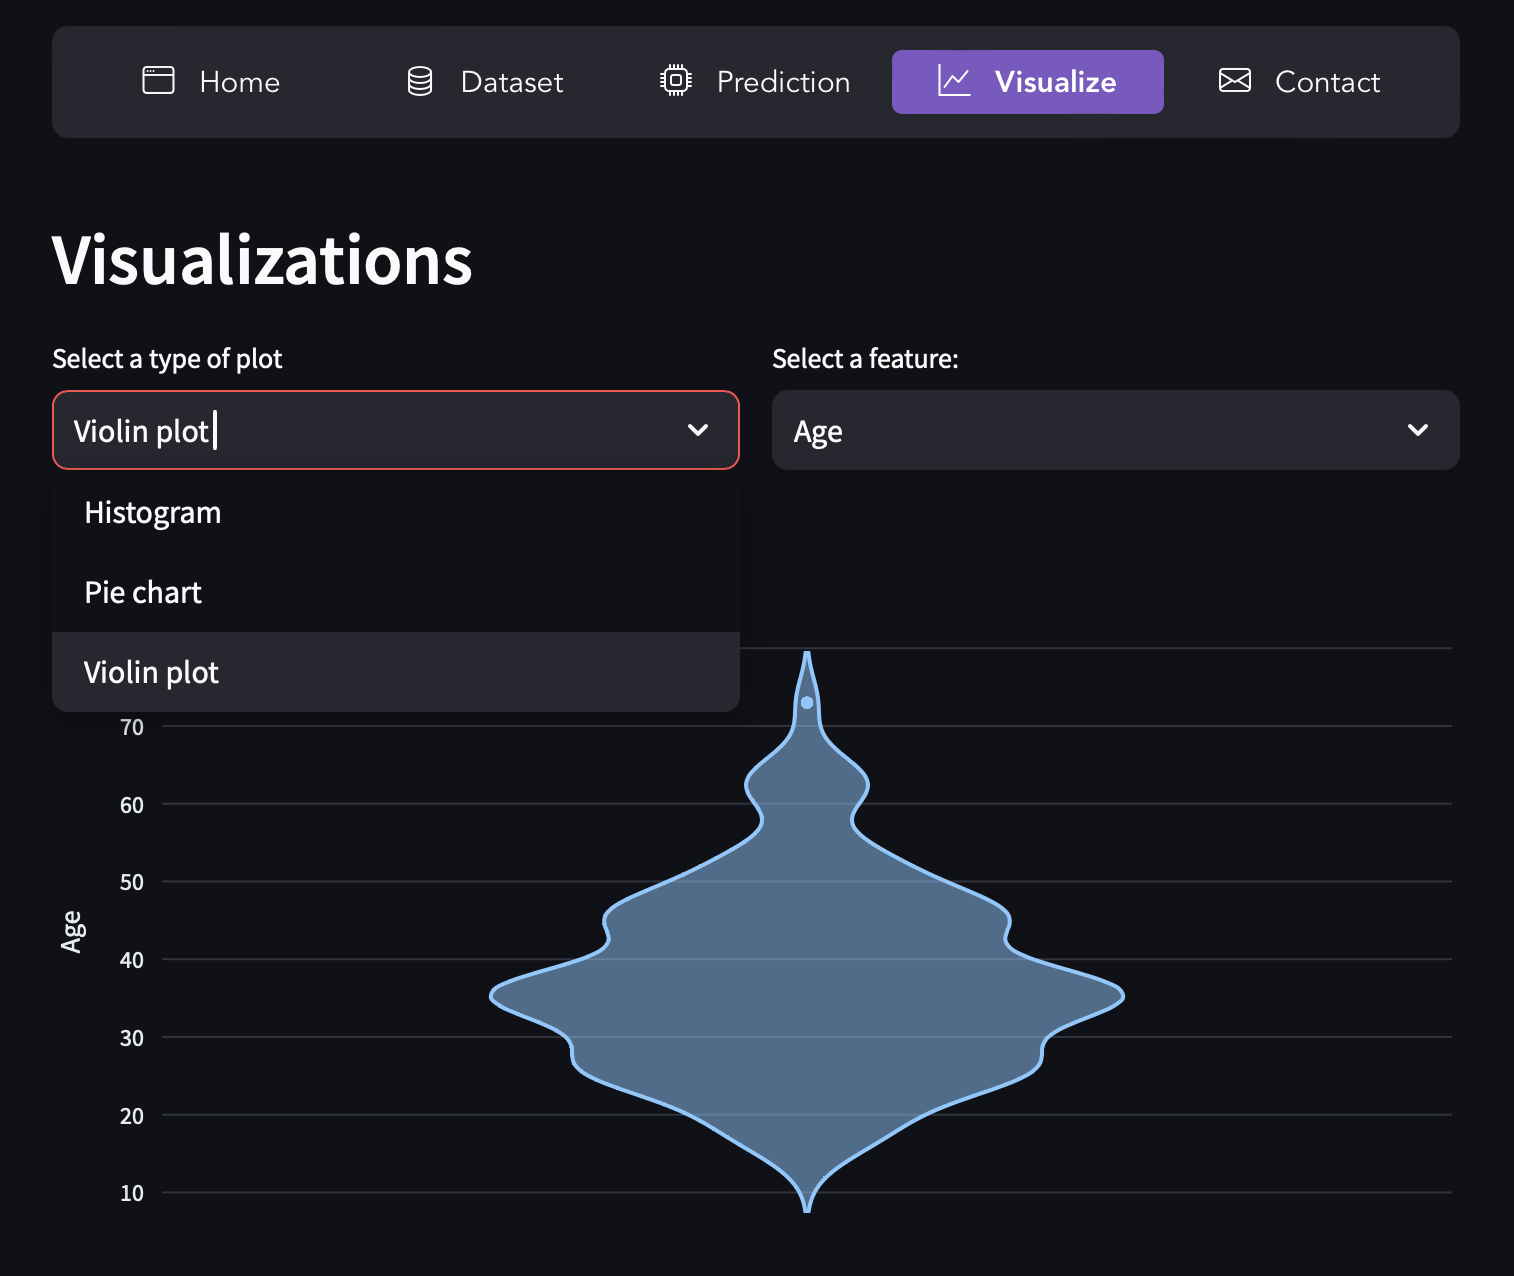 Home Dataset Prediction Visualize Contact
Visualizations
Select a type of plot
Violin plot
Histogram
Pie chart
Violin plot
Select a feature:
Age
70
60
50
40
30
20
10
Age